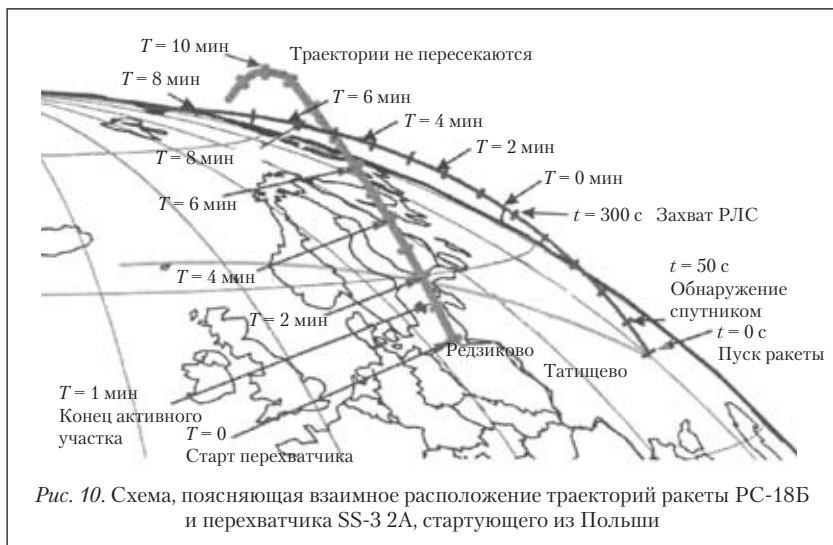 T = 10 мин
Траектории не пересекаются
T = 8 мин
T = 6 мин
T = 4 мин
T = 8 мин
T = 2 мин
T = 6 мин
T = 0 мин
t = 300 с Захват РЛС
T = 4 мин
t = 50 с
Обнаружение
спутником
T = 2 мин
t = 0 с
Пуск ракеты
Редзиково
Татищево
T = 1 мин
Конец активного
участка
T = 0
Старт перехватчика
Рис. 10. Схема, поясняющая взаимное расположение траекторий ракеты РС-18Б
и перехватчика SS-3 2А, стартующего из Польши